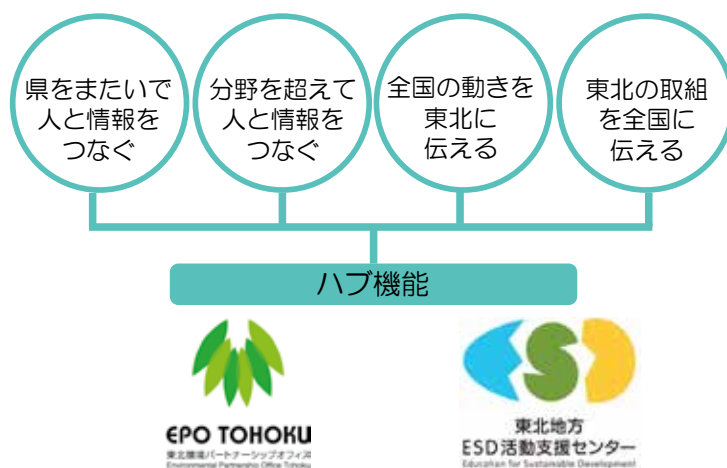 県をまたいで
人と情報を
つなぐ
分野を超えて
人と情報を
つなぐ
全国の動きを
東北に
伝える
東北の取組
を全国に
伝える
ハブ機能
EPO TOHOKU
東北環境パートナーシップオフィス
Environmental Partnership Office Tohoku
ESD
東北地方
ESD活動支援センター
Education for Sustainable Development